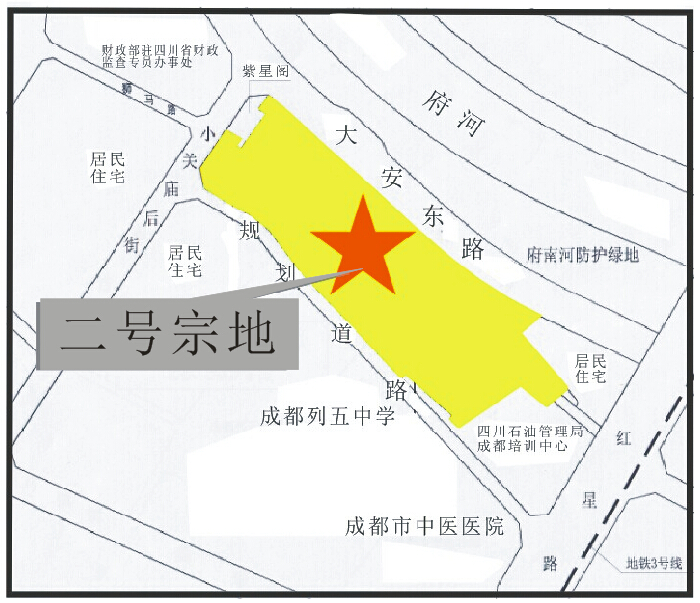 财政部驻四川省财政
监查专员办事处
紫星阁
狮马路
府河
大安东路
小关庙后街
居民
住宅
居民
住宅
规划道路
府南河防护绿地
二号宗地
居民
住宅
成都列五中学
四川石油管理局
成都培训中心
红星路
成都市中医医院
地铁3号线